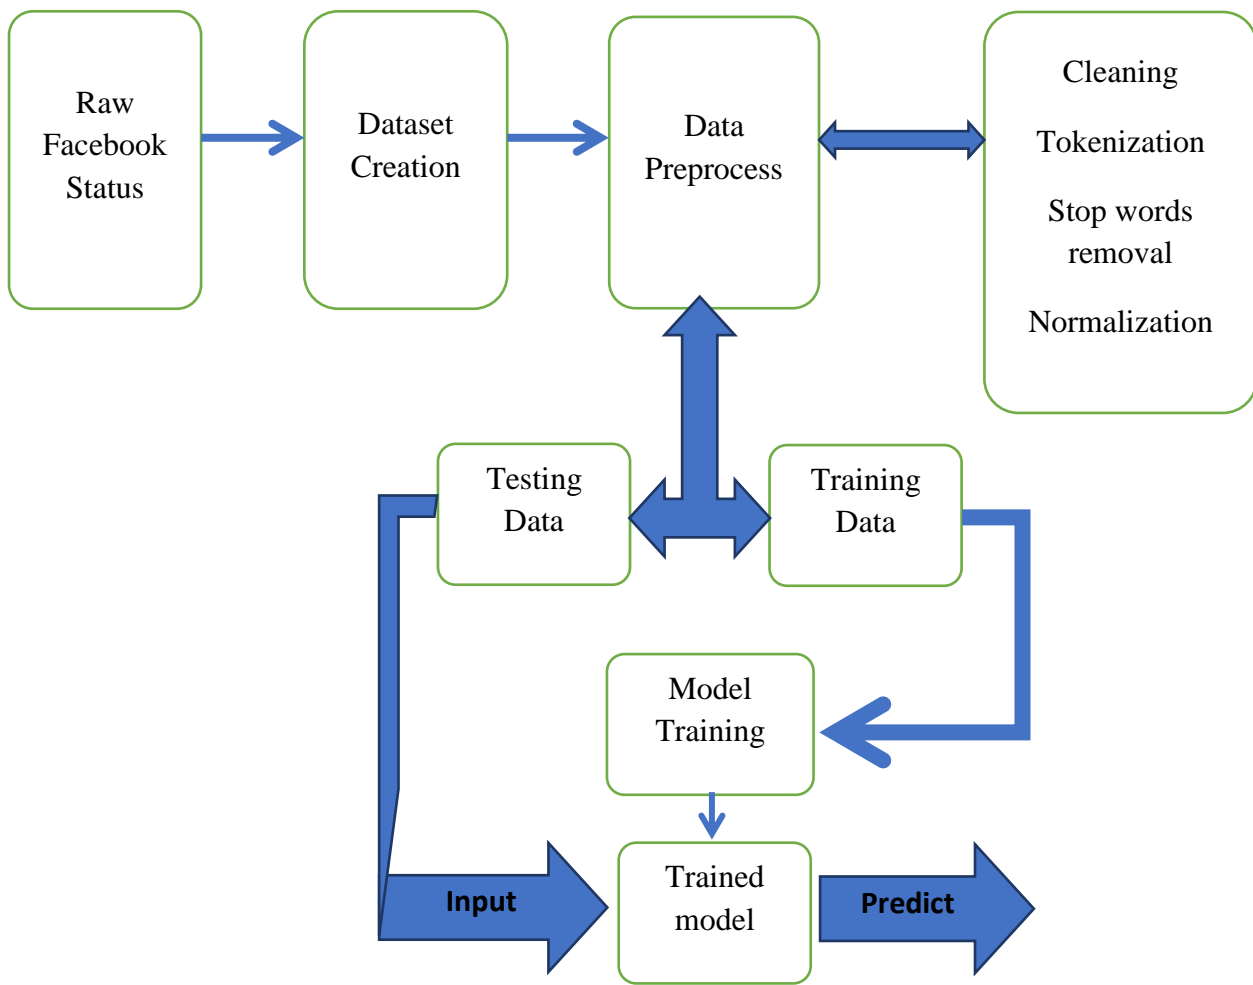 Raw
Facebook
Status
Dataset
Creation
Data
Preprocess
Cleaning
Tokenization
Stop words
removal
Normalization
Testing
Data
Training
Data
Model
Training
Input
Trained
model
Predict